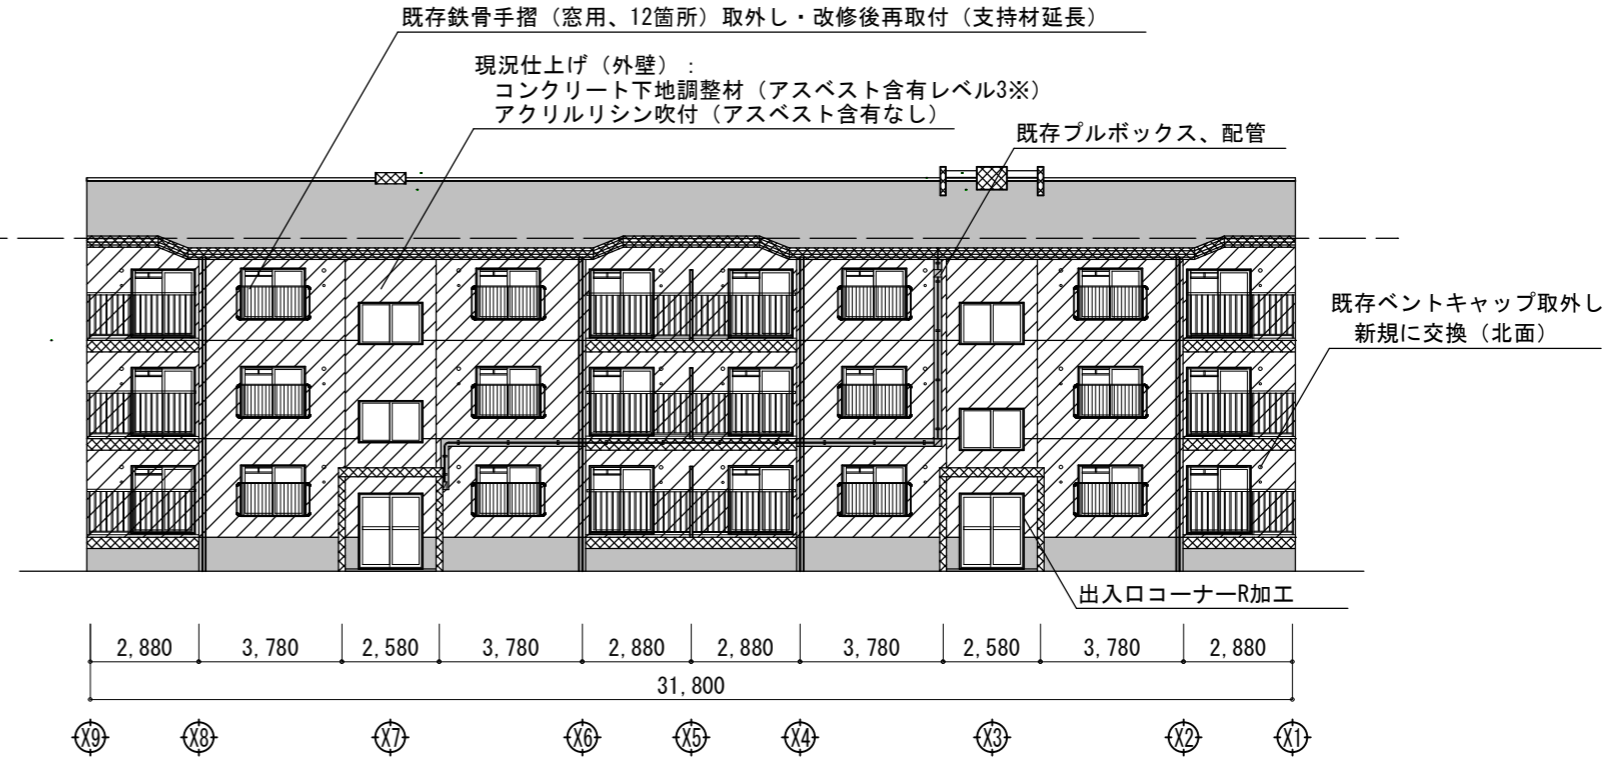 既存鉄骨手摺（窓用、12箇所）取外し・改修後再取付（支持材延長）
現況仕上げ（外壁）：
コンクリート下地調整材（アスベスト含有レベル3※）
アクリルリシン吹付（アスベスト含有なし）
既存プルボックス、配管
既存ベントキャップ取外し
新規に交換（北面）
出入口コーナーR加工
2,880 3,780 2,580 3,780 2,880 2,880 3,780 2,580 3,780 2,880
31,800
X9 X8 X7 X6 X5 X4 X3 X2 X1